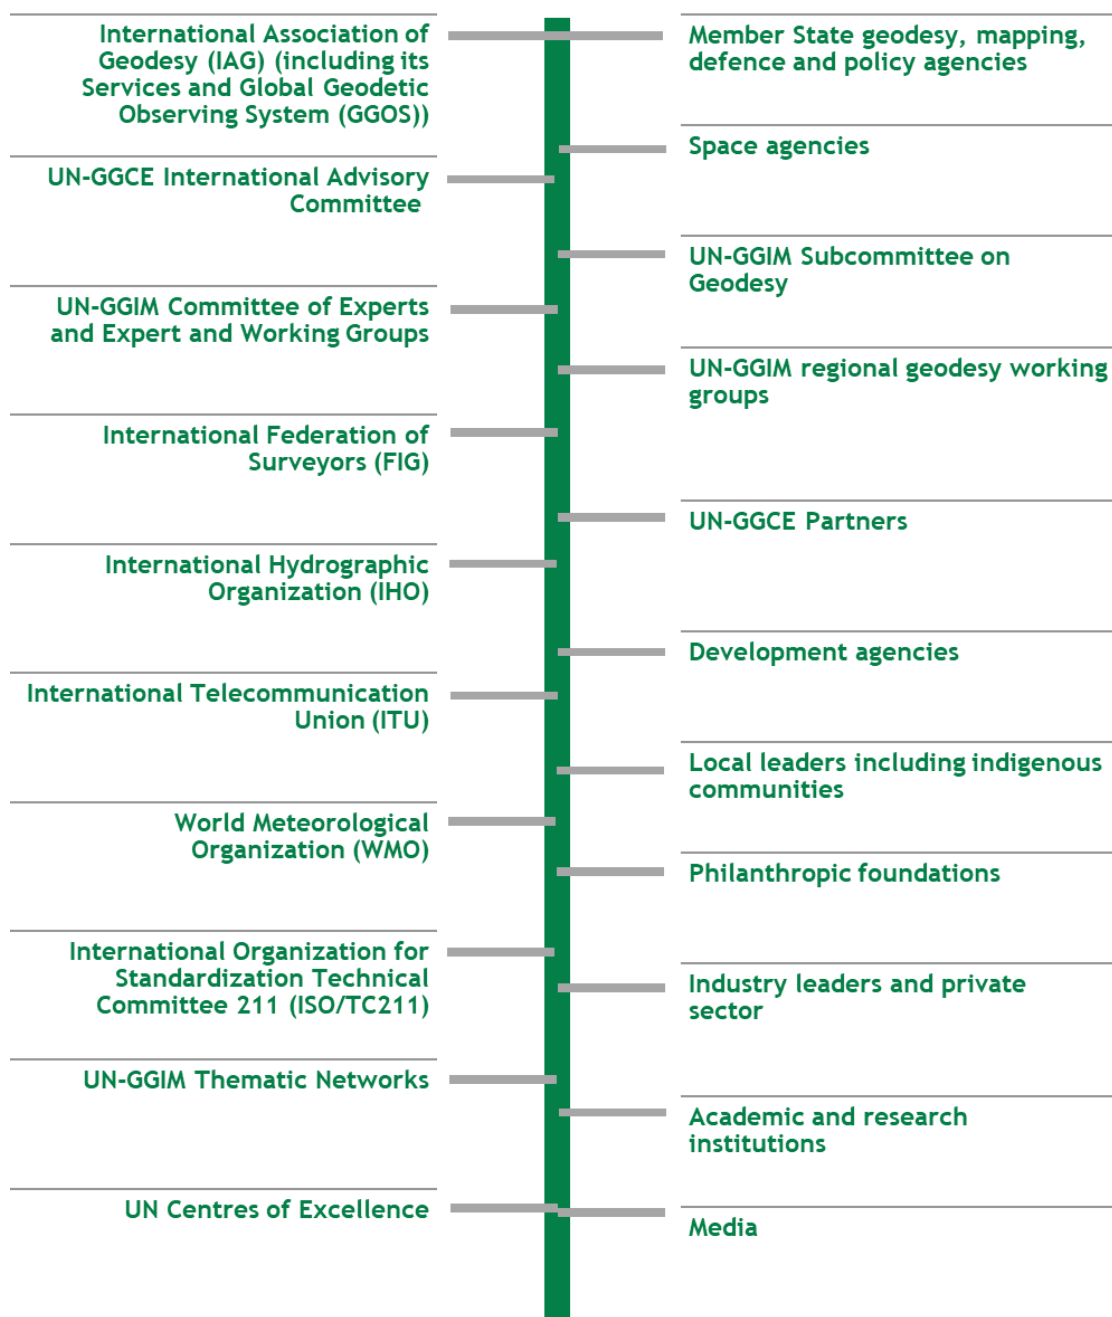 International Association of
Geodesy (IAG) (including its
Services and Global Geodetic
Observing System (GGOS))
UN-GGCE International Advisory
Committee
UN-GGIM Committee of Experts
and Expert and Working Groups
International Federation of
Surveyors (FIG)
International Hydrographic
Organization (IHO)
International Telecommunication
Union (ITU)
World Meteorological
Organization (WMO)
International Organization for
Standardization Technical
Committee 211 (ISO/TC211)
UN-GGIM Thematic Networks
UN Centres of Excellence
Member State geodesy, mapping,
defence and policy agencies
Space agencies
UN-GGIM Subcommittee on
Geodesy
UN-GGIM regional geodesy working
groups
UN-GGCE Partners
Development agencies
Local leaders including indigenous
communities
Philanthropic foundations
Industry leaders and private
sector
Academic and research
institutions
Media